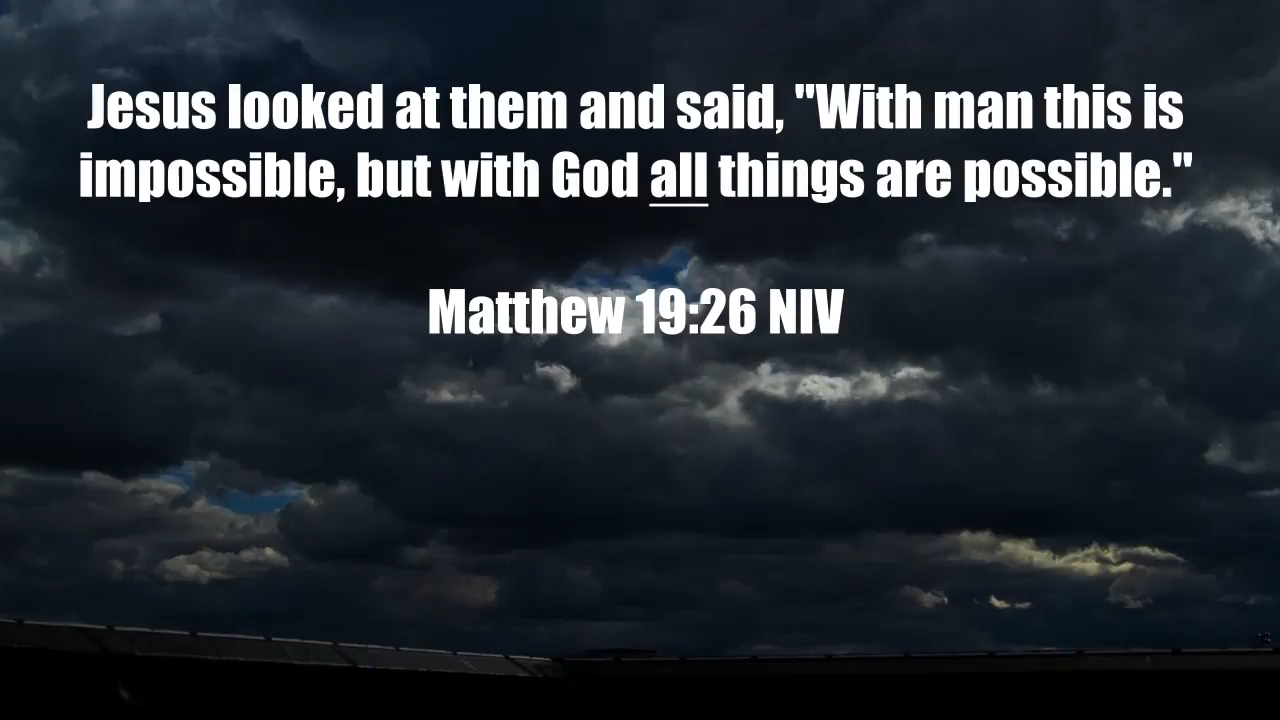 Jesus looked at them and said, "With man this is
impossible, but with God all things are possible."
Matthew 19:26 NIV